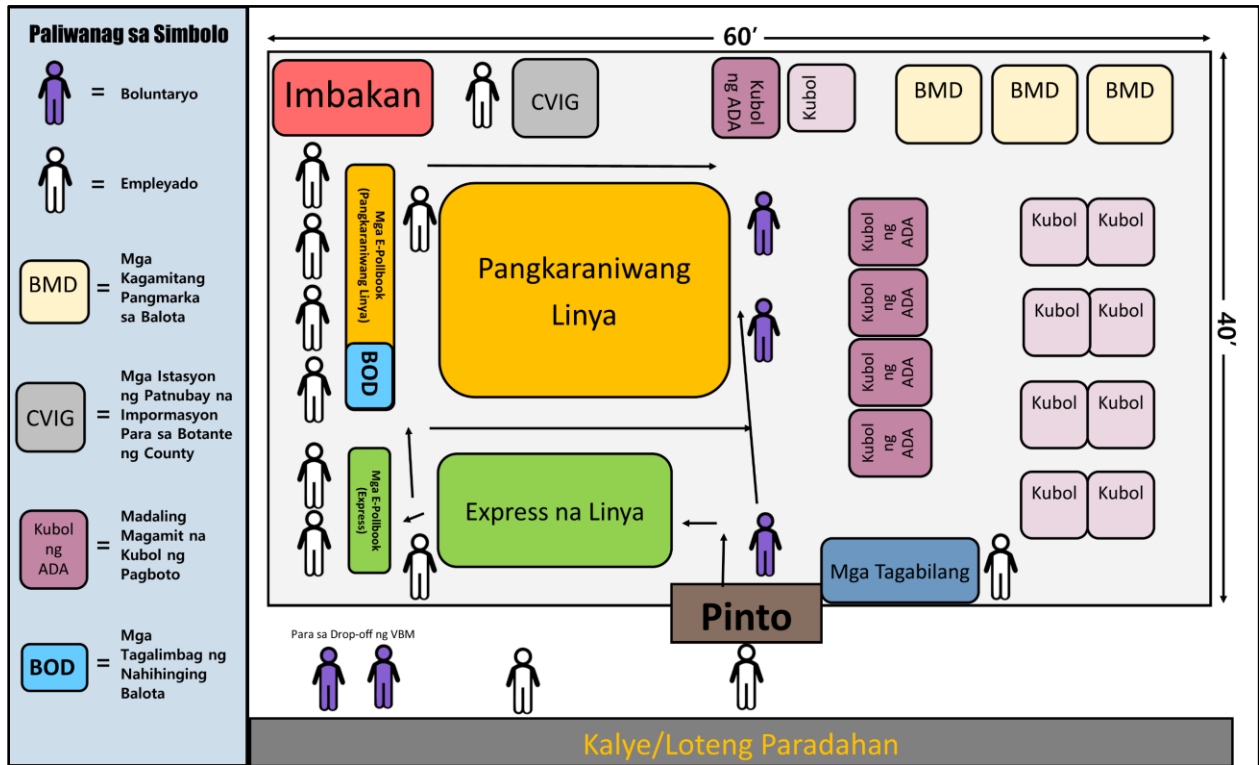 Paliwanag sa Simbolo
= Boluntaryo
= Empleyado
BMD
=
Mga
Kagamitang
Pangmarka
sa Balota
CVIG
=
Mga Istasyon
ng Patnubay na
Impormasyon
Para sa Botante
ng County
Kubol
ng
ADA
=
Madaling
Magamit na
Kubol ng
Pagboto
BOD
=
Mga
Tagalimbag ng
Nahihinging
Balota
60’
40’
Imbakan
CVIG
Kubol
ng ADA
Kubol
BMD
BMD
BMD
Mga E-Pollbook
(Pangkaraniwang Linya)
BOD
Pangkaraniwang
Linya
Kubol
ng
ADA
Kubol
ng
ADA
Kubol
ng
ADA
Kubol
ng
ADA
Kubol Kubol
Kubol Kubol
Kubol Kubol
Kubol Kubol
Mga E-Pollbook
(Express)
Express na Linya
Mga Tagabilang
Pinto
Para sa Drop-off ng VBM
Kalye/Loteng Paradahan